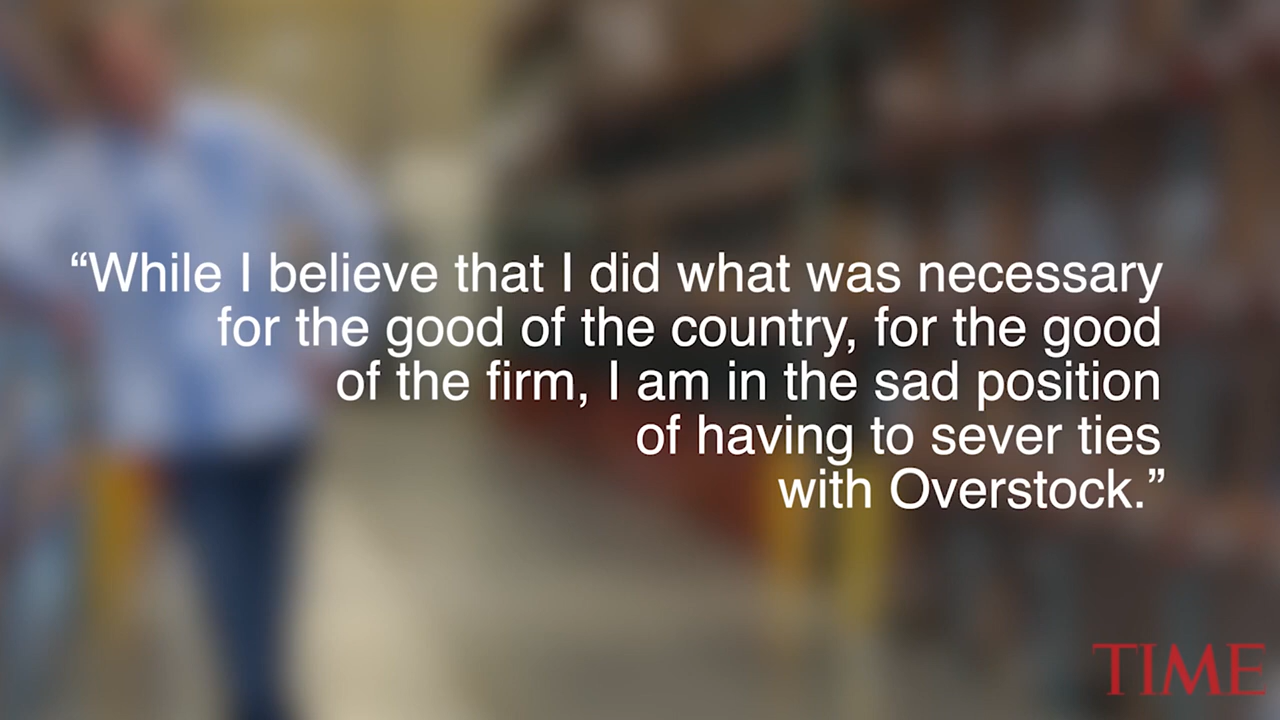 “While I believe that I did what was necessary
for the good of the country, for the good
of the firm, I am in the sad position
of having to sever ties
with Overstock.”
TIME